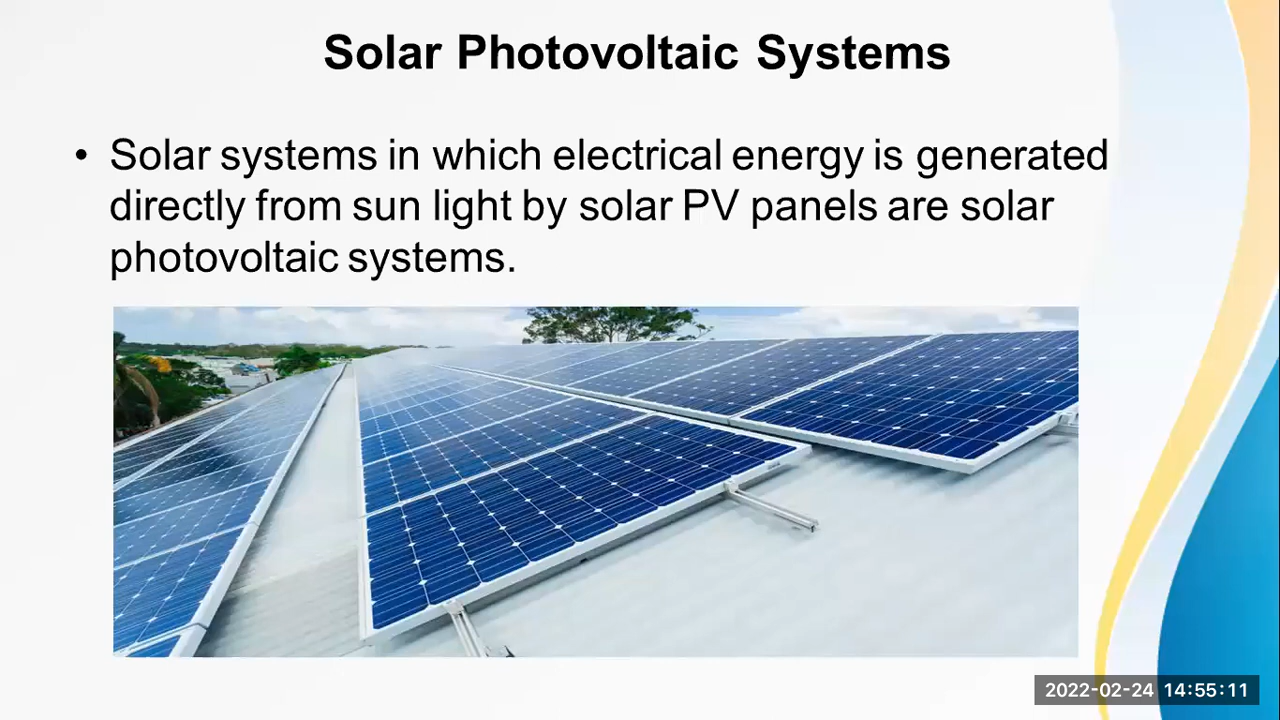 Solar Photovoltaic Systems
• Solar systems in which electrical energy is generated
directly from sun light by solar PV panels are solar
photovoltaic systems.
2022-02-24 14:55:11